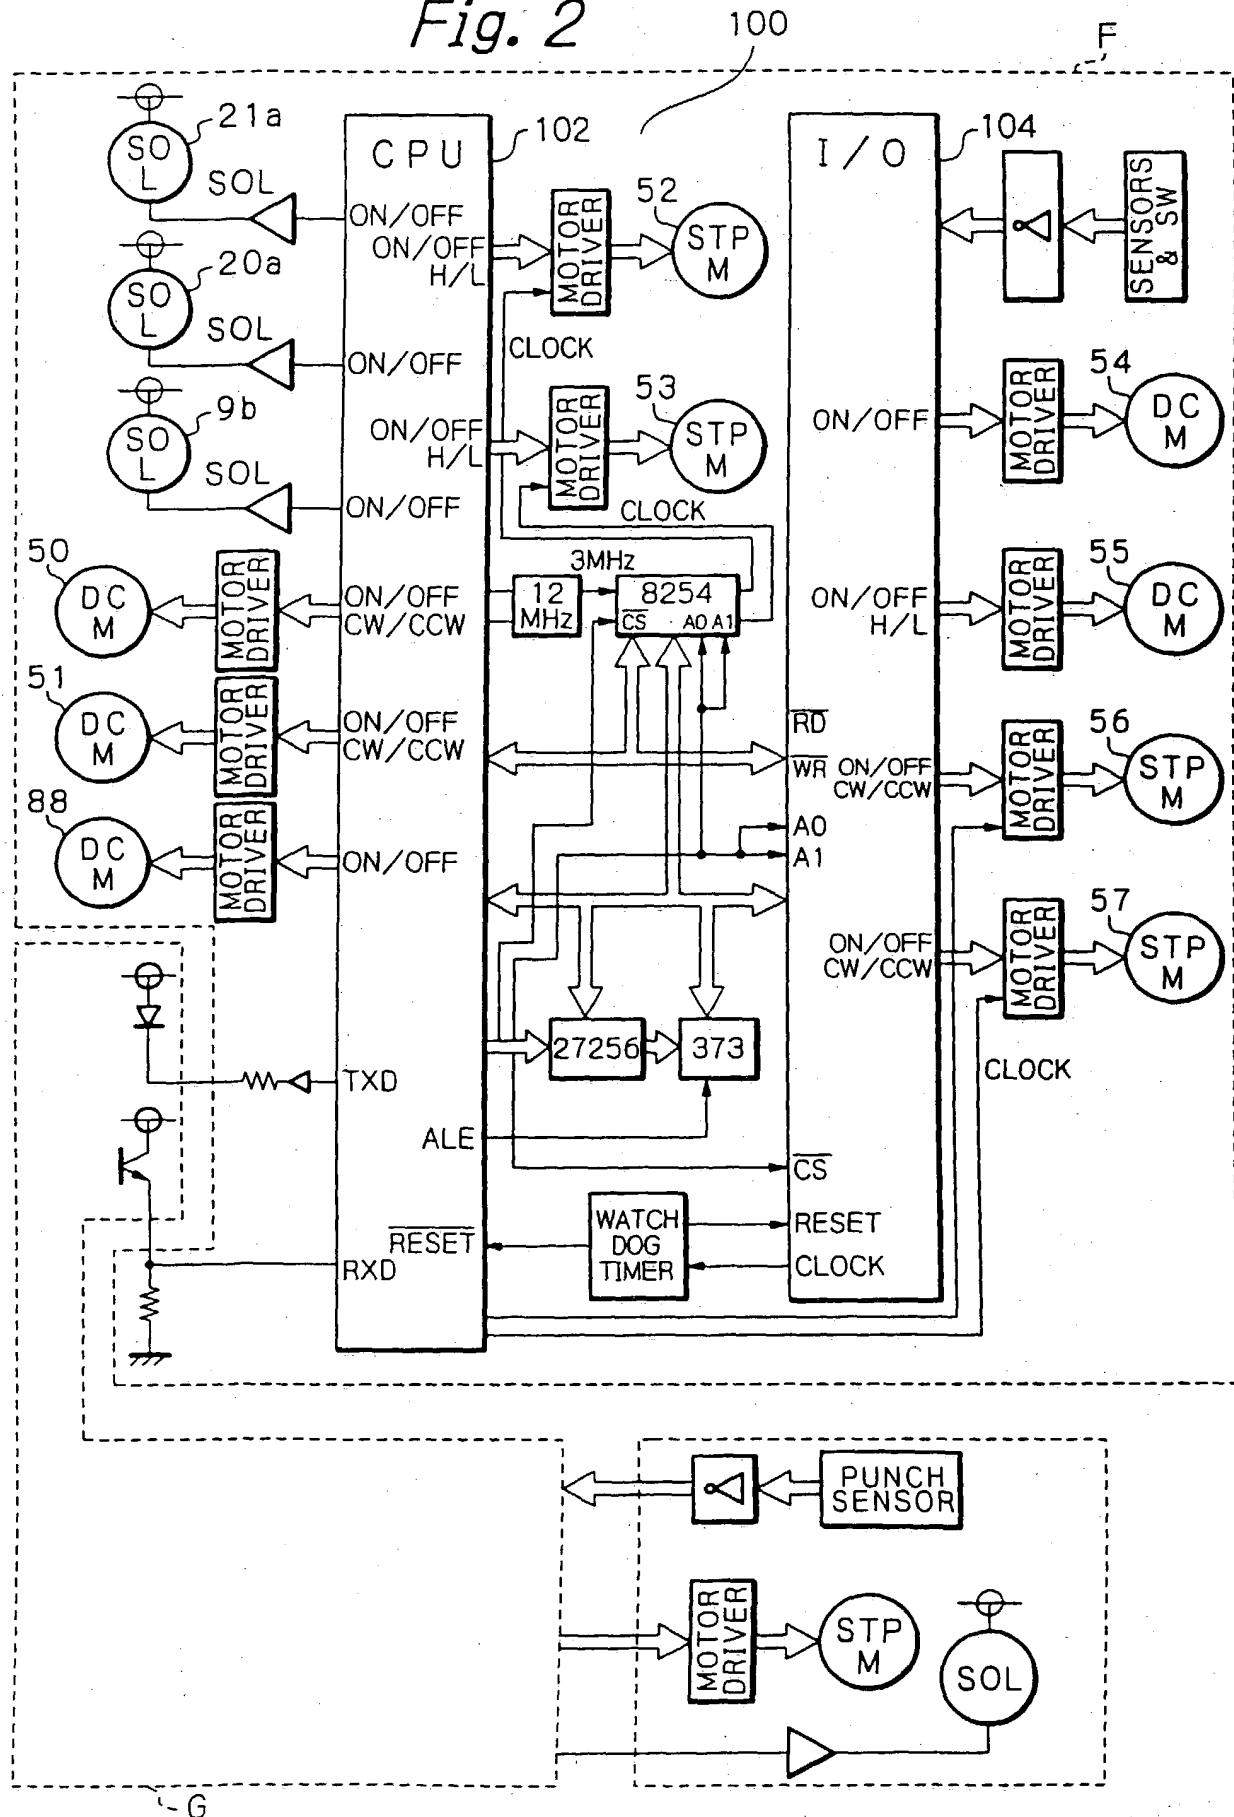 Fig. 2
100
F
21a
SO
L
SOL
ON/OFF
20a
SO
L
SOL
ON/OFF
9b
SO
L
SOL
ON/OFF
50
DC
M
MOTOR
DRIVER
ON/OFF
CW/CCW
51
DC
M
MOTOR
DRIVER
ON/OFF
CW/CCW
88
DC
M
MOTOR
DRIVER
ON/OFF
CPU
102
ON/OFF
H/L
MOTOR
DRIVER
52
STP
M
CLOCK
ON/OFF
H/L
MOTOR
DRIVER
53
STP
M
CLOCK
3MHz
12
MHz
8254
CS A0 A1
27256
373
TXD
ALE
RESET
RXD
WATCH
DOG
TIMER
I/O
104
SENSORS
& SW
ON/OFF
MOTOR
DRIVER
54
DC
M
ON/OFF
H/L
MOTOR
DRIVER
55
DC
M
RD
WR
ON/OFF
CW/CCW
MOTOR
DRIVER
56
STP
M
A0
A1
ON/OFF
CW/CCW
MOTOR
DRIVER
57
STP
M
CLOCK
CS
RESET
CLOCK
PUNCH
SENSOR
MOTOR
DRIVER
STP
M
SOL
G